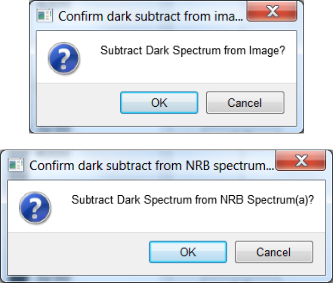 Confirm dark subtract from ima...
Subtract Dark Spectrum from Image?
OK Cancel
Confirm dark subtract from NRB spectrum...
Subtract Dark Spectrum from NRB Spectrum(a)?
OK Cancel